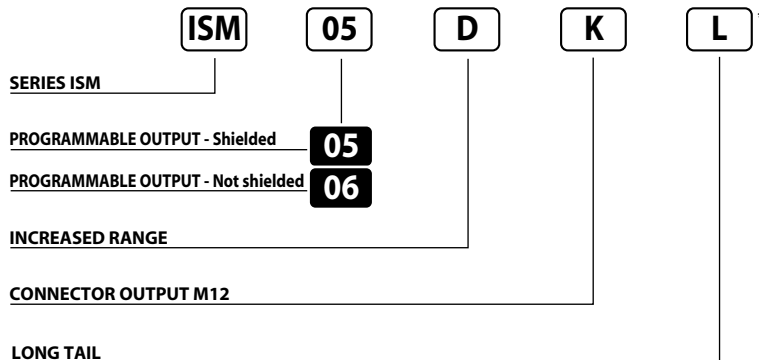 ISM 05 D K L *
SERIES ISM
PROGRAMMABLE OUTPUT - Shielded 05
PROGRAMMABLE OUTPUT - Not shielded 06
INCREASED RANGE
CONNECTOR OUTPUT M12
LONG TAIL